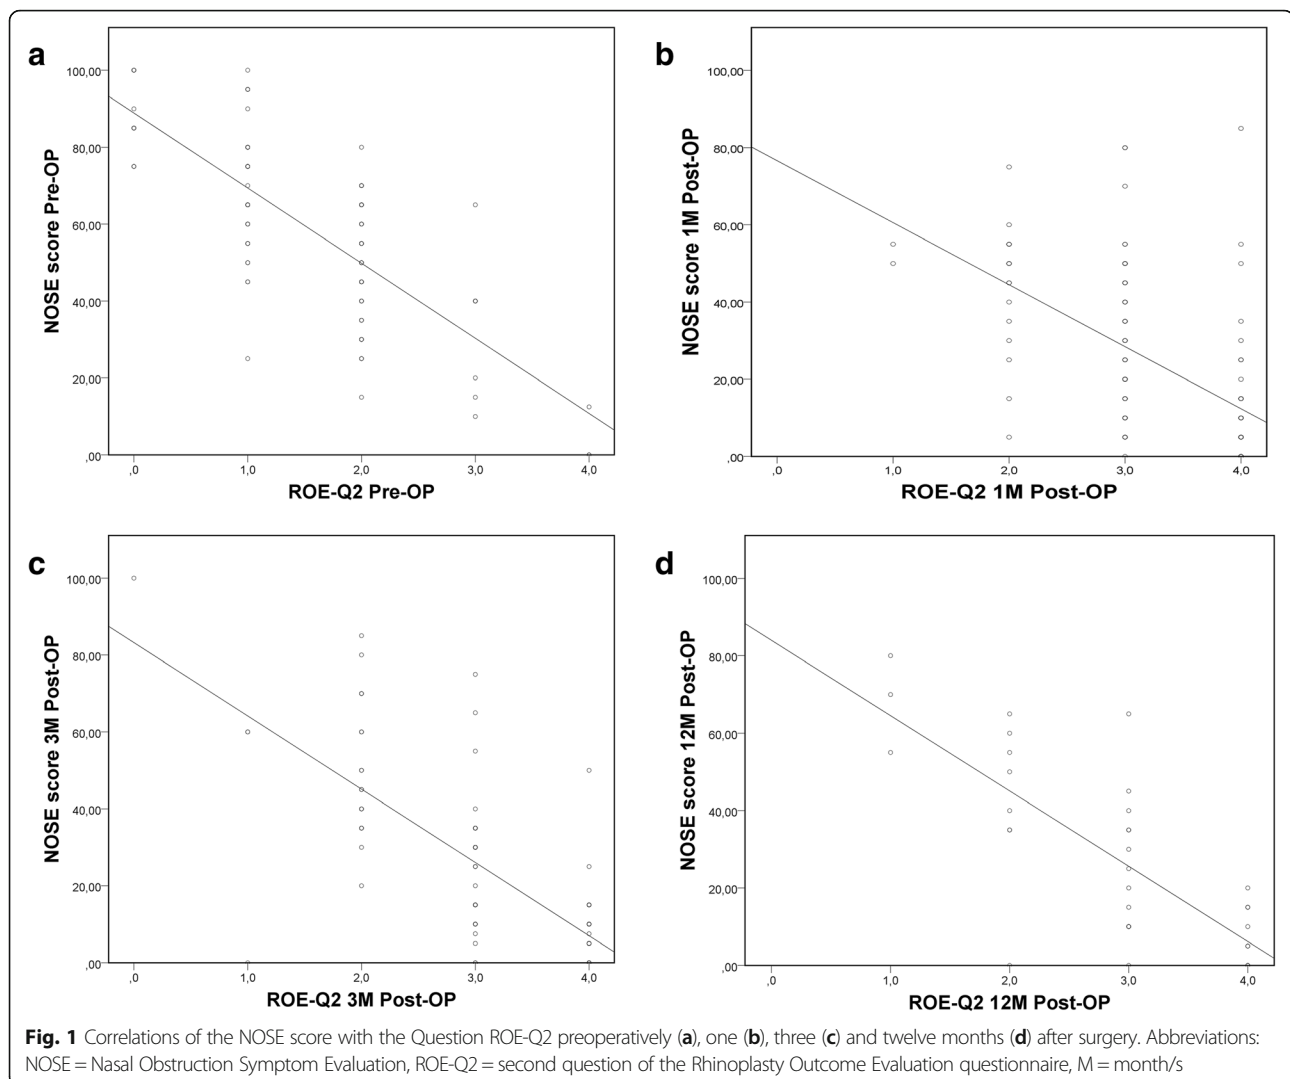 a
100,00
80,00
60,00
40,00
20,00
,00
NOSE score Pre-OP
,0 1,0 2,0 3,0 4,0
ROE-Q2 Pre-OP
b
100,00
80,00
60,00
40,00
20,00
,00
NOSE score 1M Post-OP
,0 1,0 2,0 3,0 4,0
ROE-Q2 1M Post-OP
c
100,00
80,00
60,00
40,00
20,00
,00
NOSE score 3M Post-OP
,0 1,0 2,0 3,0 4,0
ROE-Q2 3M Post-OP
d
100,00
80,00
60,00
40,00
20,00
,00
NOSE score 12M Post-OP
,0 1,0 2,0 3,0 4,0
ROE-Q2 12M Post-OP
Fig. 1 Correlations of the NOSE score with the Question ROE-Q2 preoperatively (a), one (b), three (c) and twelve months (d) after surgery. Abbreviations:
NOSE = Nasal Obstruction Symptom Evaluation, ROE-Q2 = second question of the Rhinoplasty Outcome Evaluation questionnaire, M = month/s